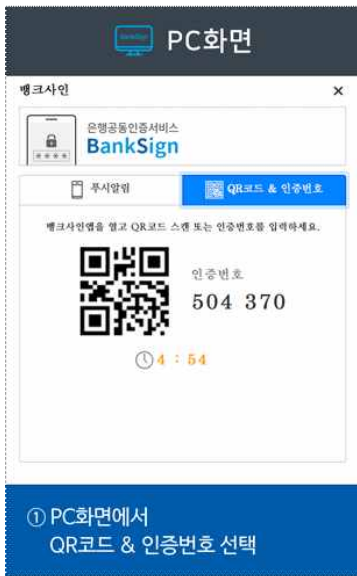 BankSign PC화면
뱅크사인 ×
은행공동인증서비스
BankSign
푸시알림 QR코드 & 인증번호
뱅크사인앱을 열고 QR코드 스캔 또는 인증번호를 입력하세요.
인증번호
504 370
4 : 54
① PC화면에서
QR코드 & 인증번호 선택